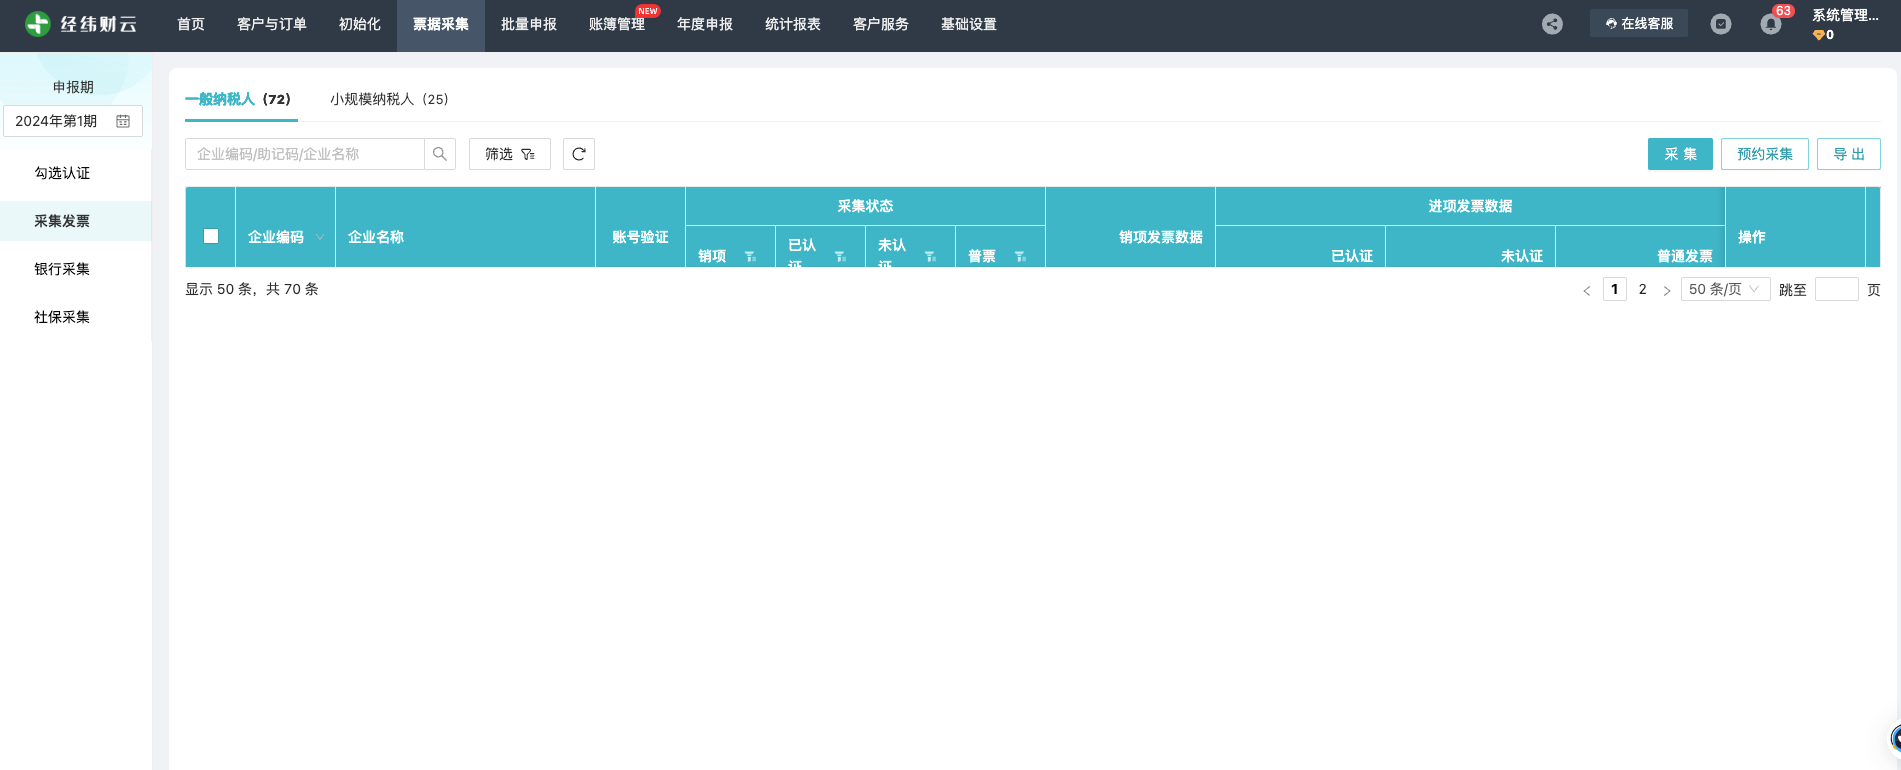 经纬财云
首页
客户与订单
初始化
票据采集
批量申报
账簿管理
NEW
年度申报
统计报表
客户服务
基础设置
在线客服
63
系统管理...
0
申报期
2024年第1期
勾选认证
采集发票
银行采集
社保采集
一般纳税人 (72)
小规模纳税人 (25)
企业编码/助记码/企业名称
筛选
采 集
预约采集
导 出
企业编码
企业名称
账号验证
采集状态
销项
已认
证
未认
证
普票
销项发票数据
进项发票数据
已认证
未认证
普通发票
操作
显示 50 条，共 70 条
1
2
50 条/页
跳至
页